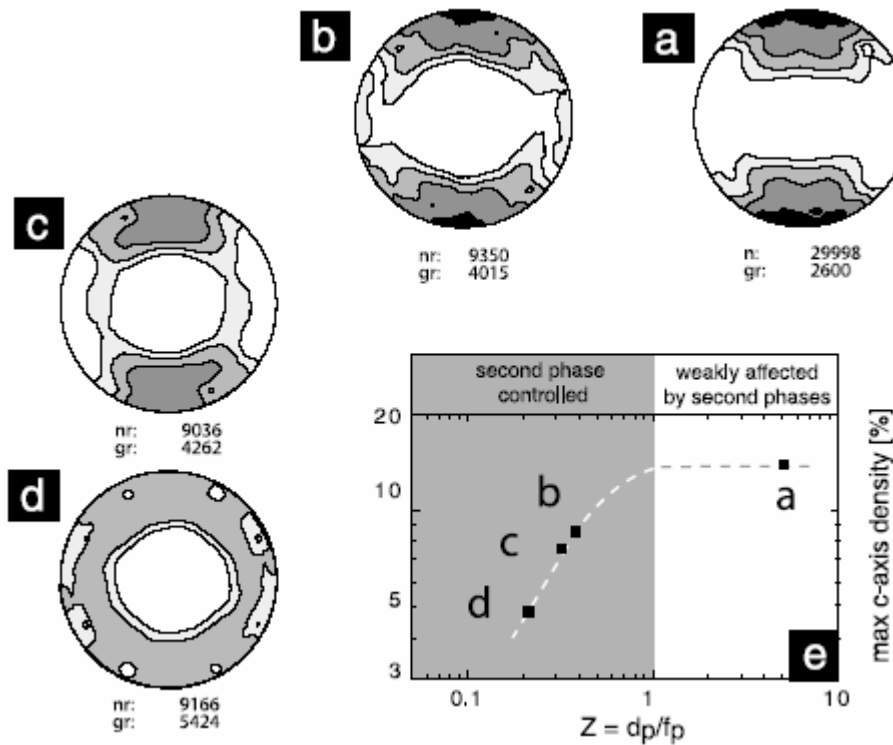 b
a
nr: 9350
gr: 4015
n: 29998
gr: 2600
c
nr: 9036
gr: 4262
d
nr: 9166
gr: 5424
second phase
controlled
weakly affected
by second phases
20
10
5
3
a
b
c
d
e
max c-axis density [%]
0.1
1
10
Z = dp/fp